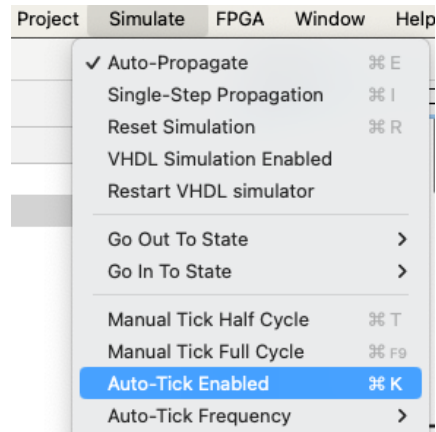 Project Simulate FPGA Window Help
✓ Auto-Propagate ⌘ E
Single-Step Propagation ⌘ I
Reset Simulation ⌘ R
VHDL Simulation Enabled
Restart VHDL simulator
Go Out To State >
Go In To State >
Manual Tick Half Cycle ⌘ T
Manual Tick Full Cycle ⌘ F9
Auto-Tick Enabled ⌘ K
Auto-Tick Frequency >